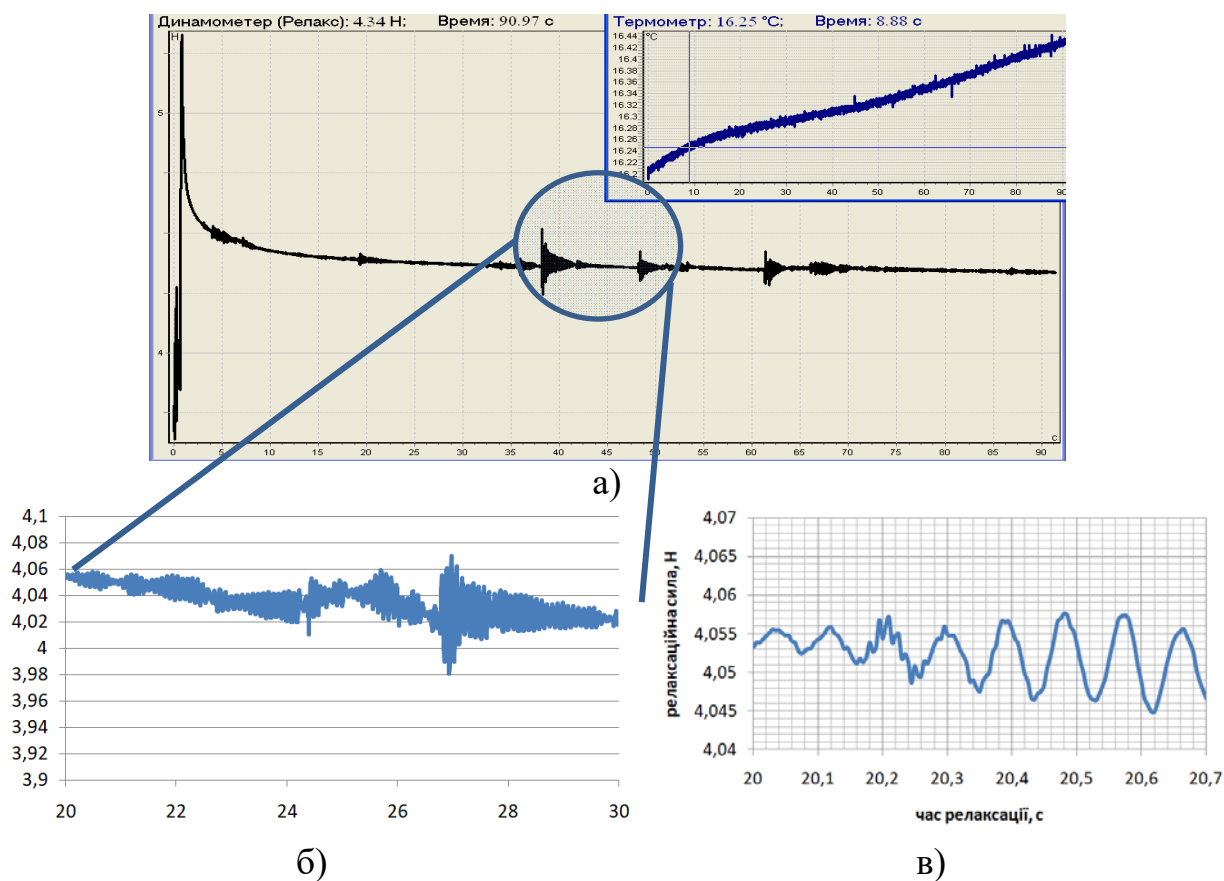 Динамометер (Релакс): 4.34 Н; Время: 90.97 с
Термометр: 16.25 °C; Время: 8.88 с
Н
5
4
0 5 10 15 20 25 30 35 40 45 50 55 60 65 70 75 80 85 90
с
°C
16.44
16.42
16.4
16.38
16.36
16.34
16.32
16.3
16.28
16.26
16.24
16.22
16.2
0 10 20 30 40 50 60 70 80 90
а)
4,1
4,08
4,06
4,04
4,02
4
3,98
3,96
3,94
3,92
3,9
20 22 24 26 28 30
б)
релаксаційна сила, Н
4,07
4,065
4,06
4,055
4,05
4,045
4,04
20 20,1 20,2 20,3 20,4 20,5 20,6 20,7
час релаксації, с
в)